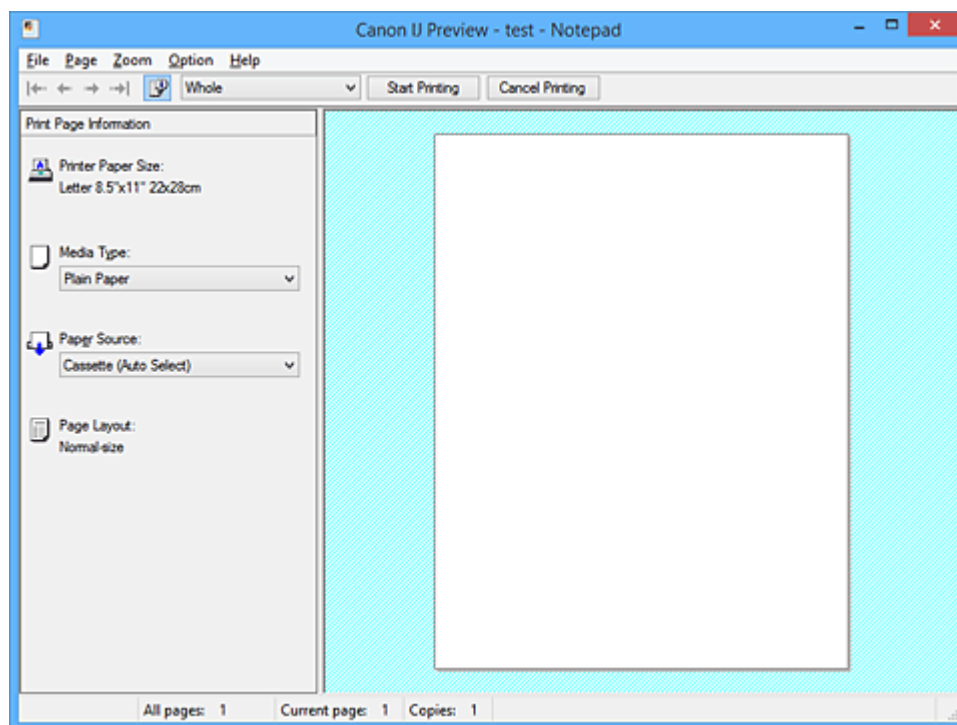 Canon IJ Preview - test - Notepad
File Page Zoom Option Help
Whole Start Printing Cancel Printing
Print Page Information
Printer Paper Size:
Letter 8.5"x11" 22x28cm
Media Type:
Plain Paper
Paper Source:
Cassette (Auto Select)
Page Layout:
Normal-size
All pages: 1 Current page: 1 Copies: 1